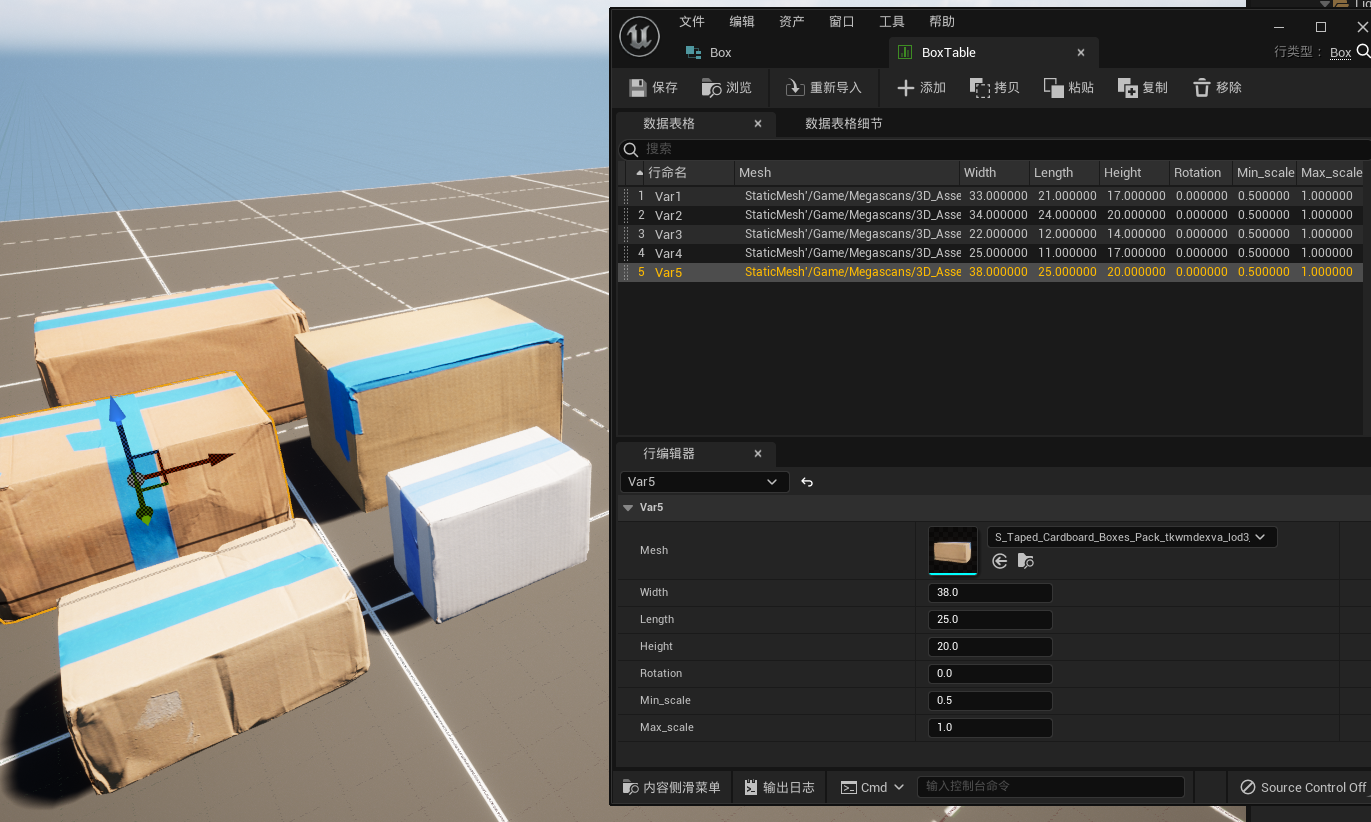 文件 编辑 资产 窗口 工具 帮助
Box BoxTable 行类型： Box
保存 浏览 重新导入 添加 拷贝 粘贴 复制 移除
数据表格 数据表格细节
搜索
行命名 Mesh Width Length Height Rotation Min_scale Max_scale
1 Var1 StaticMesh'/Game/Megascans/3D_Asse 33.000000 21.000000 17.000000 0.000000 0.500000 1.000000
2 Var2 StaticMesh'/Game/Megascans/3D_Asse 34.000000 24.000000 20.000000 0.000000 0.500000 1.000000
3 Var3 StaticMesh'/Game/Megascans/3D_Asse 22.000000 12.000000 14.000000 0.000000 0.500000 1.000000
4 Var4 StaticMesh'/Game/Megascans/3D_Asse 25.000000 11.000000 17.000000 0.000000 0.500000 1.000000
5 Var5 StaticMesh'/Game/Megascans/3D_Asse 38.000000 25.000000 20.000000 0.000000 0.500000 1.000000
行编辑器
Var5
Var5
Mesh S_Taped_Cardboard_Boxes_Pack_tkwmdexva_lod3_
Width 38.0
Length 25.0
Height 20.0
Rotation 0.0
Min_scale 0.5
Max_scale 1.0
内容侧滑菜单 输出日志 Cmd 输入控制台命令 Source Control Off